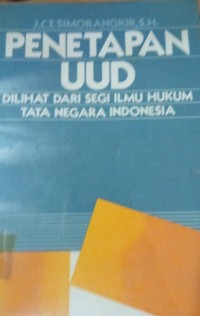 J.C.T. SIMORANGKIR, S.H.
PENETAPAN
UUD
DILIHAT DARI SEGI ILMU HUKUM
TATA NEGARA INDONESIA